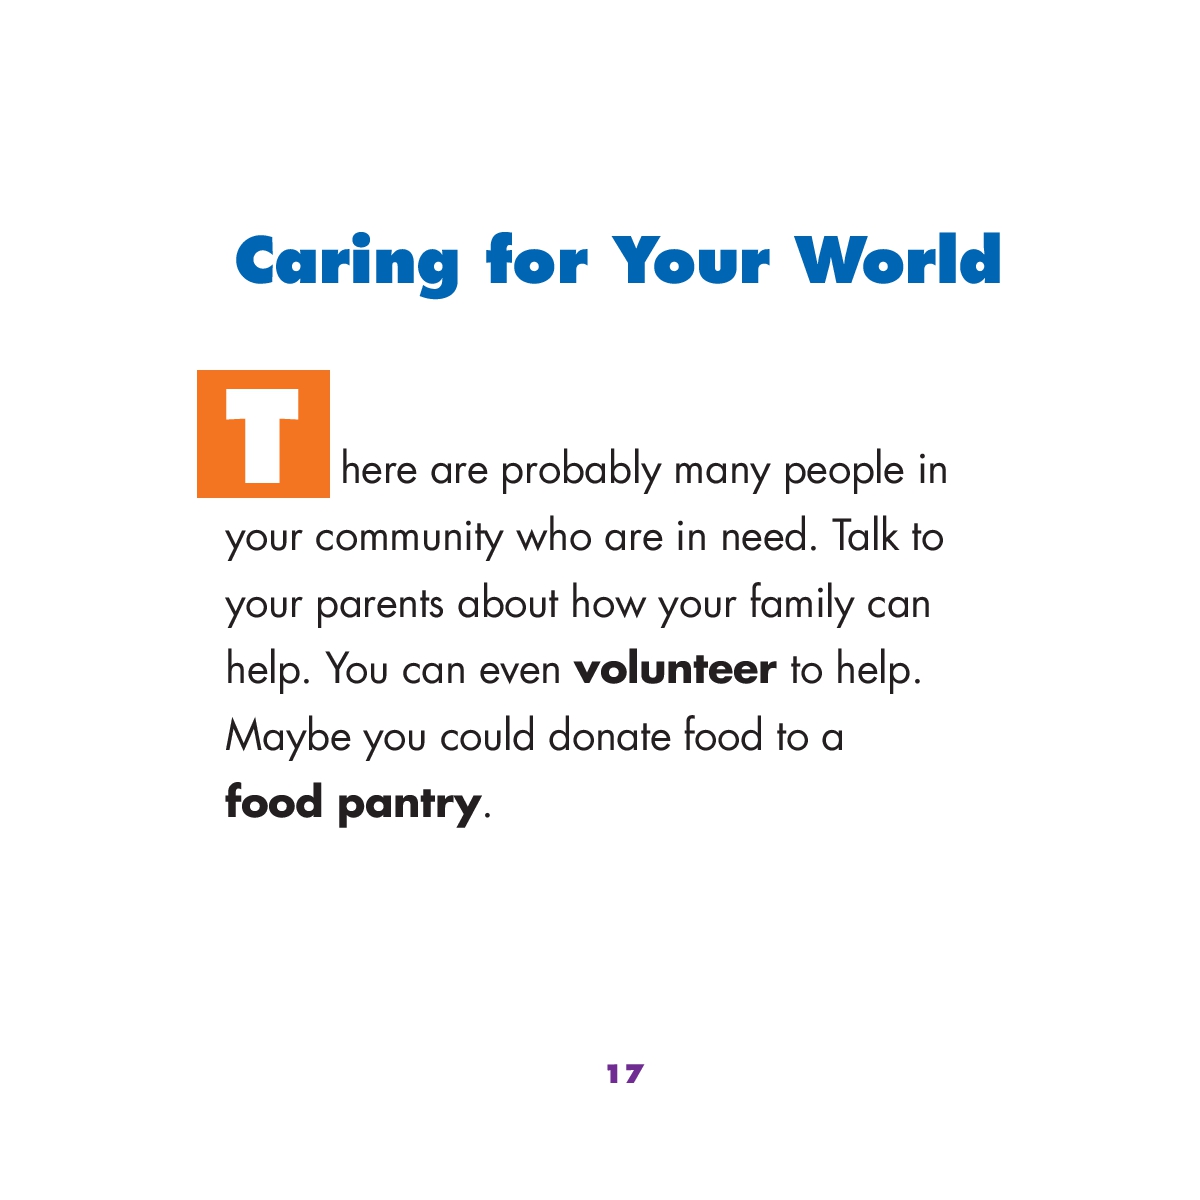 Caring for Your World
There are probably many people in
your community who are in need. Talk to
your parents about how your family can
help. You can even volunteer to help.
Maybe you could donate food to a
food pantry.
17